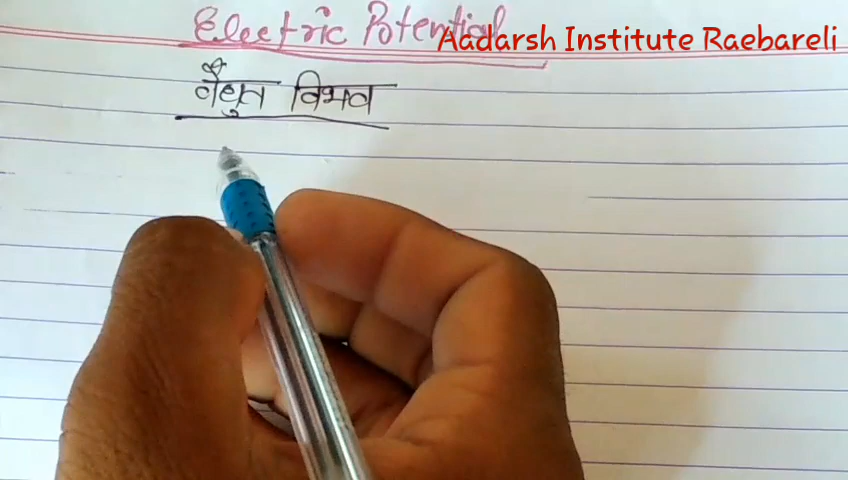 Electric Potential
Aadarsh Institute Raebareli
वैधुत विभव